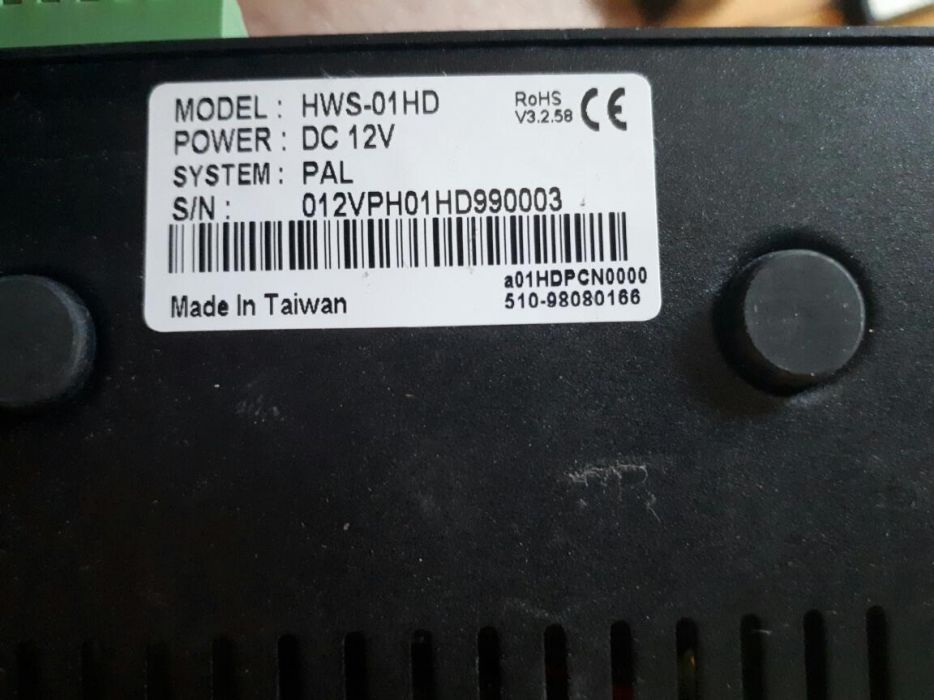 MODEL : HWS-01HD
RoHS
V3.2.58 CE
POWER : DC 12V
SYSTEM : PAL
S/N : 012VPH01HD990003
a01HDPCN0000
Made In Taiwan
510-98080166